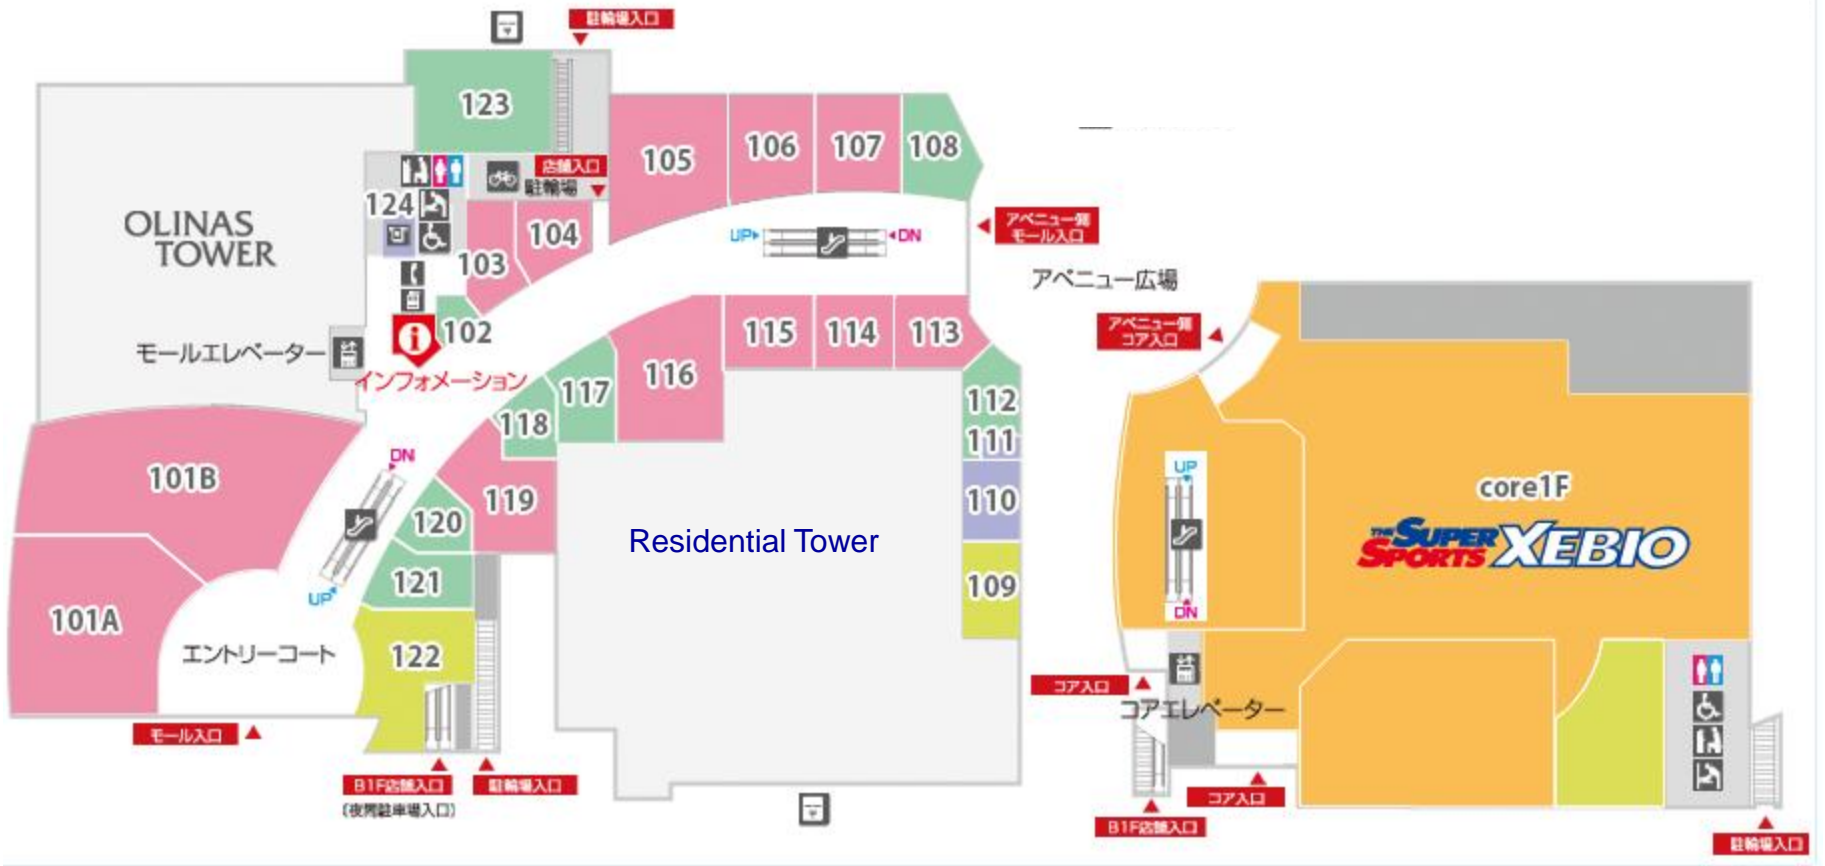 駐輪場入口
123
105
106
107
108
店舗入口
駐輪場
124
OLINAS
TOWER
103
104
UP
DN
アベニュー側
モール入口
アベニュー広場
102
モールエレベーター
インフォメーション
115
114
113
アベニュー側
コア入口
116
117
118
112
111
DN
101B
119
120
110
UP
core1F
THE SUPER
SPORTS XEBIO
Residential Tower
121
109
UP
DN
101A
エントリーコート
122
コア入口
コアエレベーター
モール入口
B1F店舗入口
(夜間駐車場入口)
駐輪場入口
コア入口
B1F店舗入口
駐輪場入口